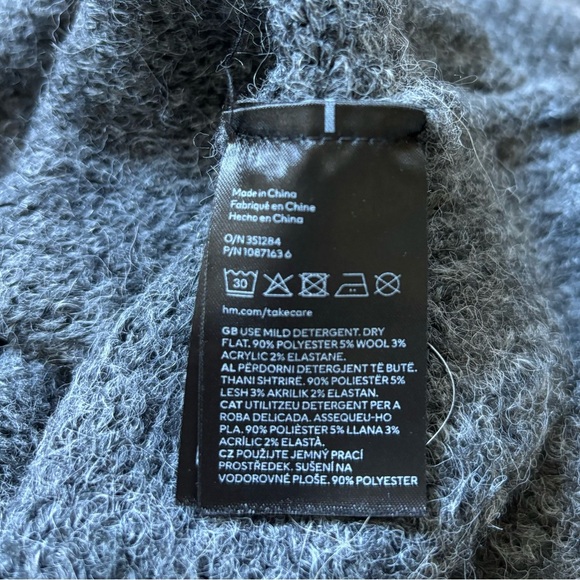 Made in China
Fabriqué en Chine
Hecho en China
O/N 351284
P/N 1087163 6
30
hm.com/takecare
GB USE MILD DETERGENT. DRY
FLAT. 90% POLYESTER 5% WOOL 3%
ACRYLIC 2% ELASTANE.
AL PËRDORNI DETERGJENT TË BUTË.
THANI SHTRIRË. 90% POLIESTËR 5%
LESH 3% AKRILIK 2% ELASTAN.
CAT UTILITZEU DETERGENT PER A
ROBA DELICADA. ASSEQUEU-HO
PLA. 90% POLIÈSTER 5% LLANA 3%
ACRÍLIC 2% ELASTÀ.
CZ POUŽIJTE JEMNÝ PRACÍ
PROSTŘEDEK. SUŠENÍ NA
VODOROVNÉ PLOŠE. 90% POLYESTER